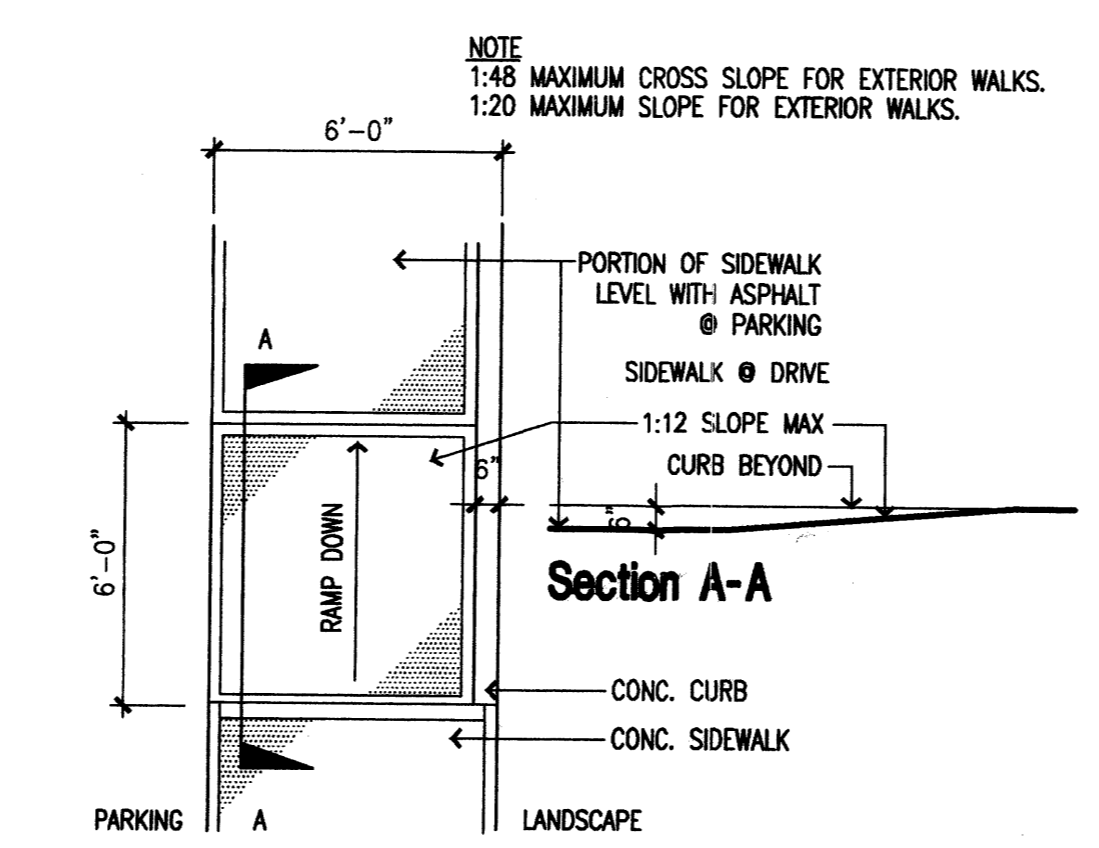 NOTE
1:48 MAXIMUM CROSS SLOPE FOR EXTERIOR WALKS.
1:20 MAXIMUM SLOPE FOR EXTERIOR WALKS.
6'-0"
PORTION OF SIDEWALK
LEVEL WITH ASPHALT
@ PARKING
SIDEWALK @ DRIVE
A
1:12 SLOPE MAX
CURB BEYOND
6"
6"
RAMP DOWN
6'-0"
Section A-A
CONC. CURB
CONC. SIDEWALK
PARKING
A
LANDSCAPE